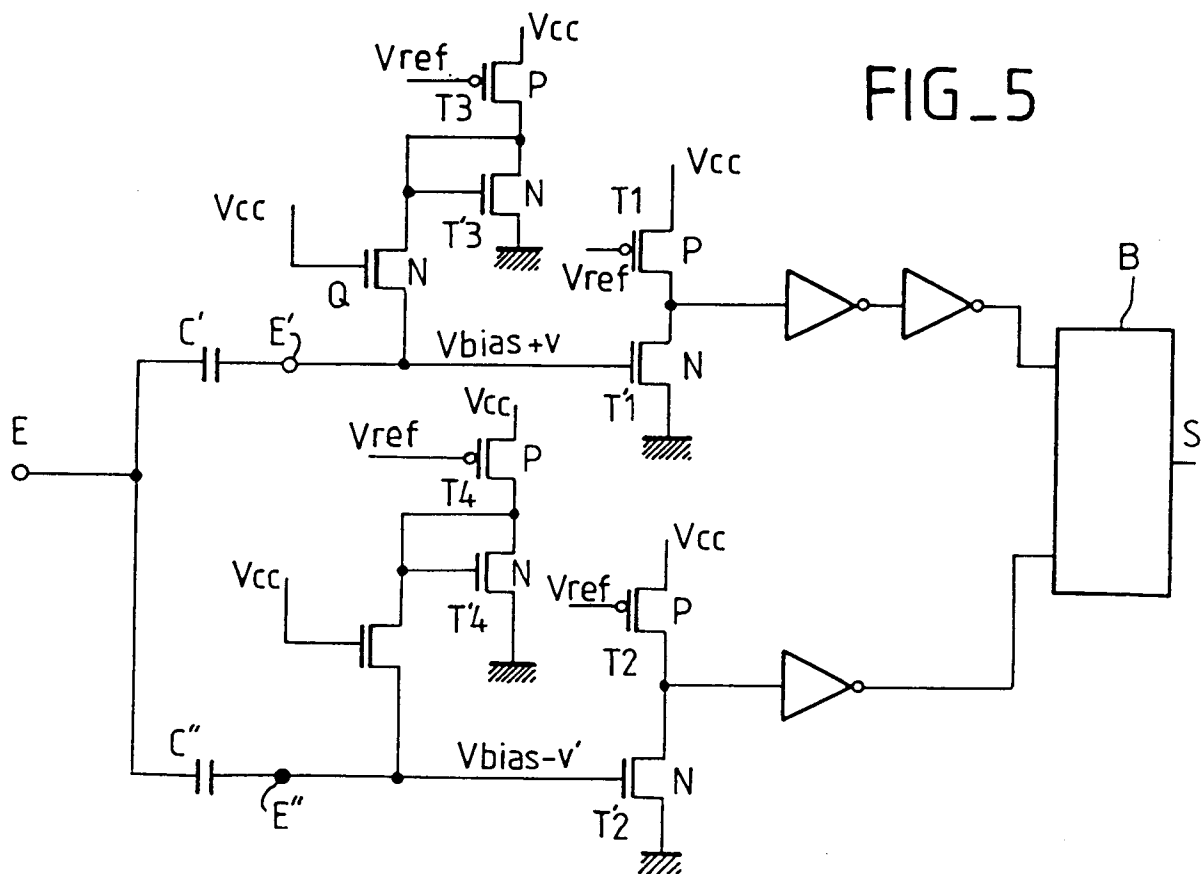 FIG_5
Vcc
Vref
P
T3
N
T'3
Vcc
Q
N
Vcc
T1
P
Vref
B
C'
E'
Vbias+v
N
T'1
E
Vcc
Vref
P
T4
S
Vcc
N
T'4
Vcc
Vref
P
T2
C"
E"
Vbias-v'
N
T'2